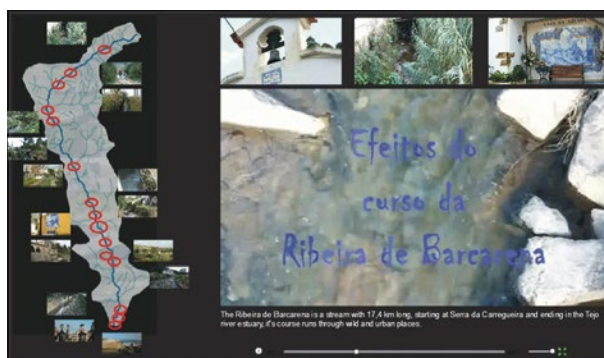 Efeitos do
curso da
Ribeira de Barcarena
The Ribeira de Barcarena is a stream with 17,4 km long, starting at Serra da Carregueira and ending in the Tejo
river estuary, it's course runs through wild and urban places.